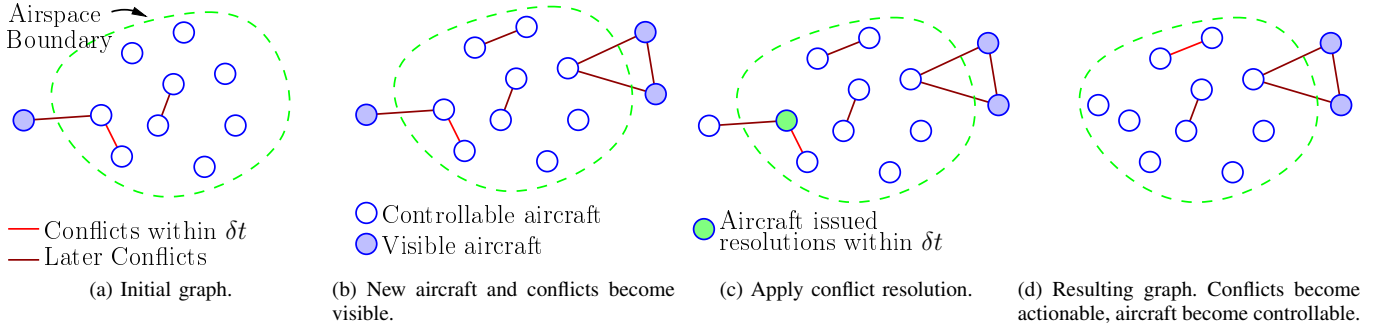 Airspace
Boundary
Conflicts within δt
Later Conflicts
(a) Initial graph.
Controllable aircraft
Visible aircraft
(b) New aircraft and conflicts become
visible.
Aircraft issued
resolutions within δt
(c) Apply conflict resolution.
(d) Resulting graph. Conflicts become
actionable, aircraft become controllable.